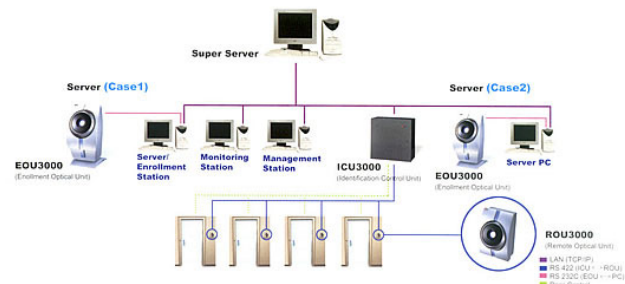 Super Server
Server (Case1)
Server (Case2)
EOU3000
(Enollment Optical Unit)
Server/
Enrollment
Station
Monitoring
Station
Management
Station
ICU3000
(Identification Control Unit)
EOU3000
(Enollment Optical Unit)
Server PC
ROU3000
(Remote Optical Unit)
LAN (TCP/IP)
RS 422 (ICU - - ROU)
RS 232C (EOU - - PC)